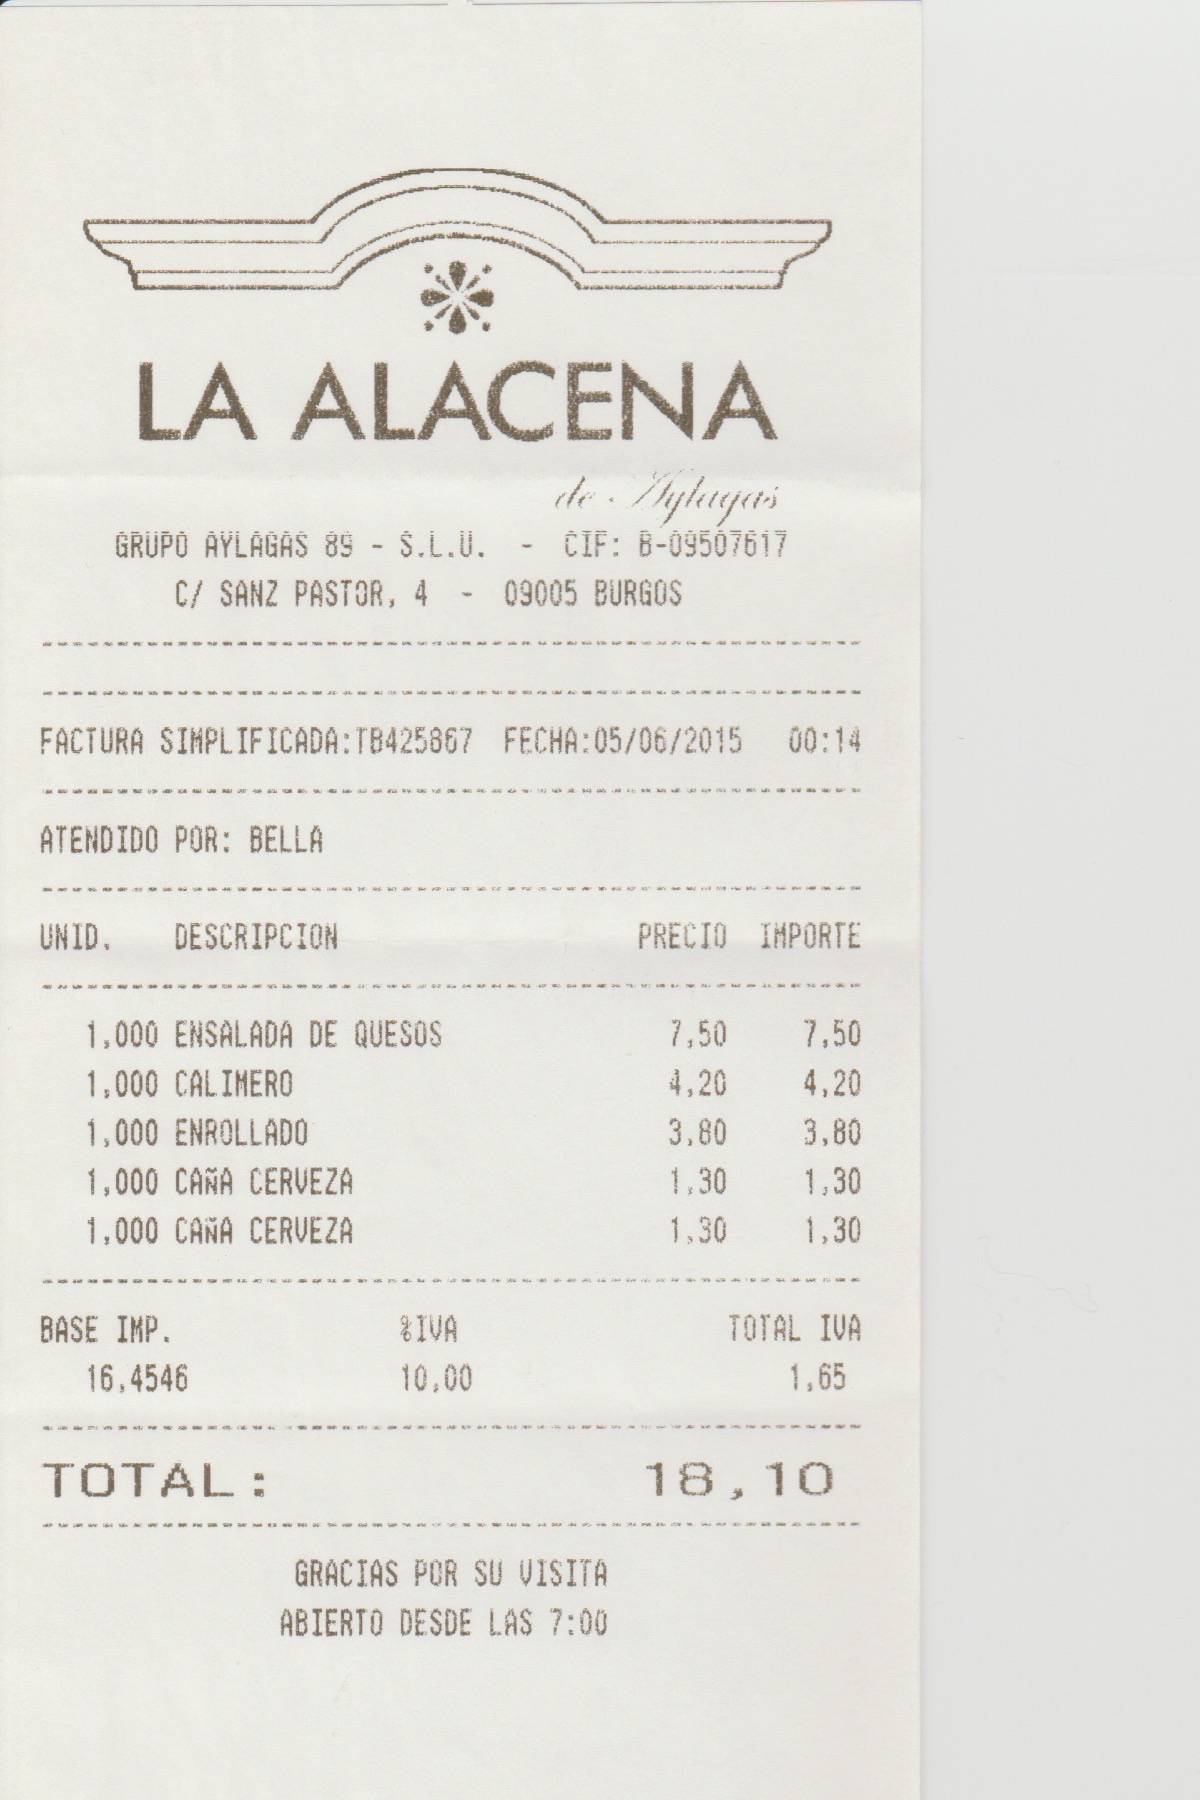 LA ALACENA
de Aylagas
GRUPO AYLAGAS 89 - S.L.U. - CIF: B-09507617
C/ SANZ PASTOR, 4 - 09005 BURGOS
FACTURA SIMPLIFICADA:TB425867 FECHA:05/06/2015 00:14
ATENDIDO POR: BELLA
UNID. DESCRIPCION PRECIO IMPORTE
1,000 ENSALADA DE QUESOS 7,50 7,50
1,000 CALIMERO 4,20 4,20
1,000 ENROLLADO 3,80 3,80
1,000 CAÑA CERVEZA 1,30 1,30
1,000 CAÑA CERVEZA 1,30 1,30
BASE IMP. %IVA TOTAL IVA
16,4546 10,00 1,65
TOTAL: 18,10
GRACIAS POR SU VISITA
ABIERTO DESDE LAS 7:00